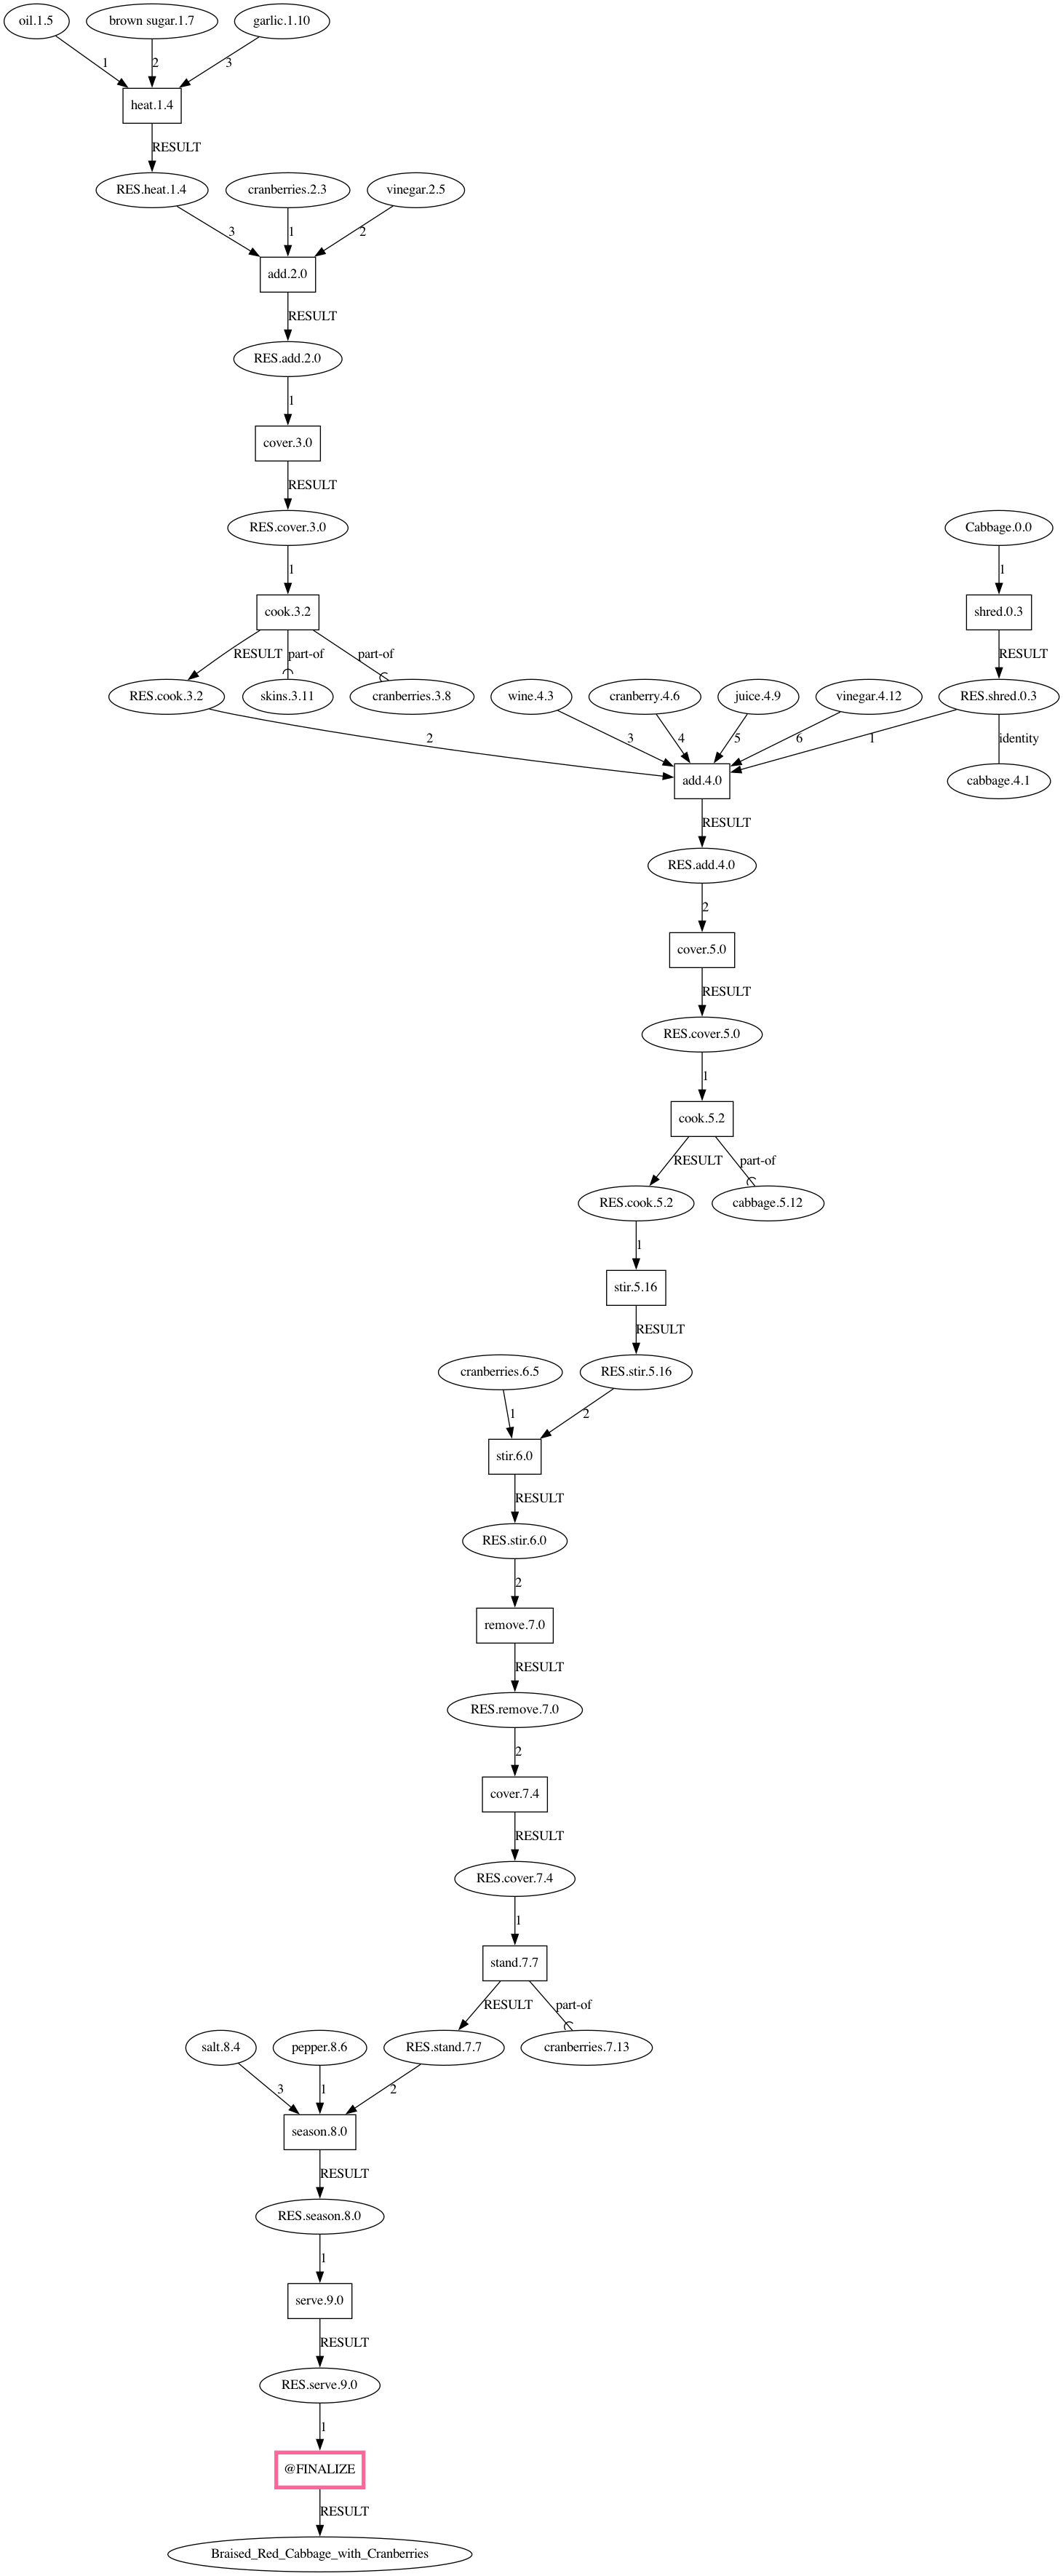 oil.1.5 brown sugar.1.7 garlic.1.10
1 2 3
heat.1.4
RESULT
RES.heat.1.4 cranberries.2.3 vinegar.2.5
3 1 2
add.2.0
RESULT
RES.add.2.0
1
cover.3.0
RESULT
RES.cover.3.0 Cabbage.0.0
1 1
cook.3.2 shred.0.3
RESULT part-of part-of RESULT
RES.cook.3.2 skins.3.11 cranberries.3.8 wine.4.3 cranberry.4.6 juice.4.9 vinegar.4.12 RES.shred.0.3
2 3 4 5 6 1 identity
add.4.0 cabbage.4.1
RESULT
RES.add.4.0
2
cover.5.0
RESULT
RES.cover.5.0
1
cook.5.2
RESULT part-of
RES.cook.5.2 cabbage.5.12
1
stir.5.16
RESULT
cranberries.6.5 RES.stir.5.16
1 2
stir.6.0
RESULT
RES.stir.6.0
2
remove.7.0
RESULT
RES.remove.7.0
2
cover.7.4
RESULT
RES.cover.7.4
1
stand.7.7
RESULT part-of
salt.8.4 pepper.8.6 RES.stand.7.7 cranberries.7.13
3 1 2
season.8.0
RESULT
RES.season.8.0
1
serve.9.0
RESULT
RES.serve.9.0
1
@FINALIZE
RESULT
Braised_Red_Cabbage_with_Cranberries